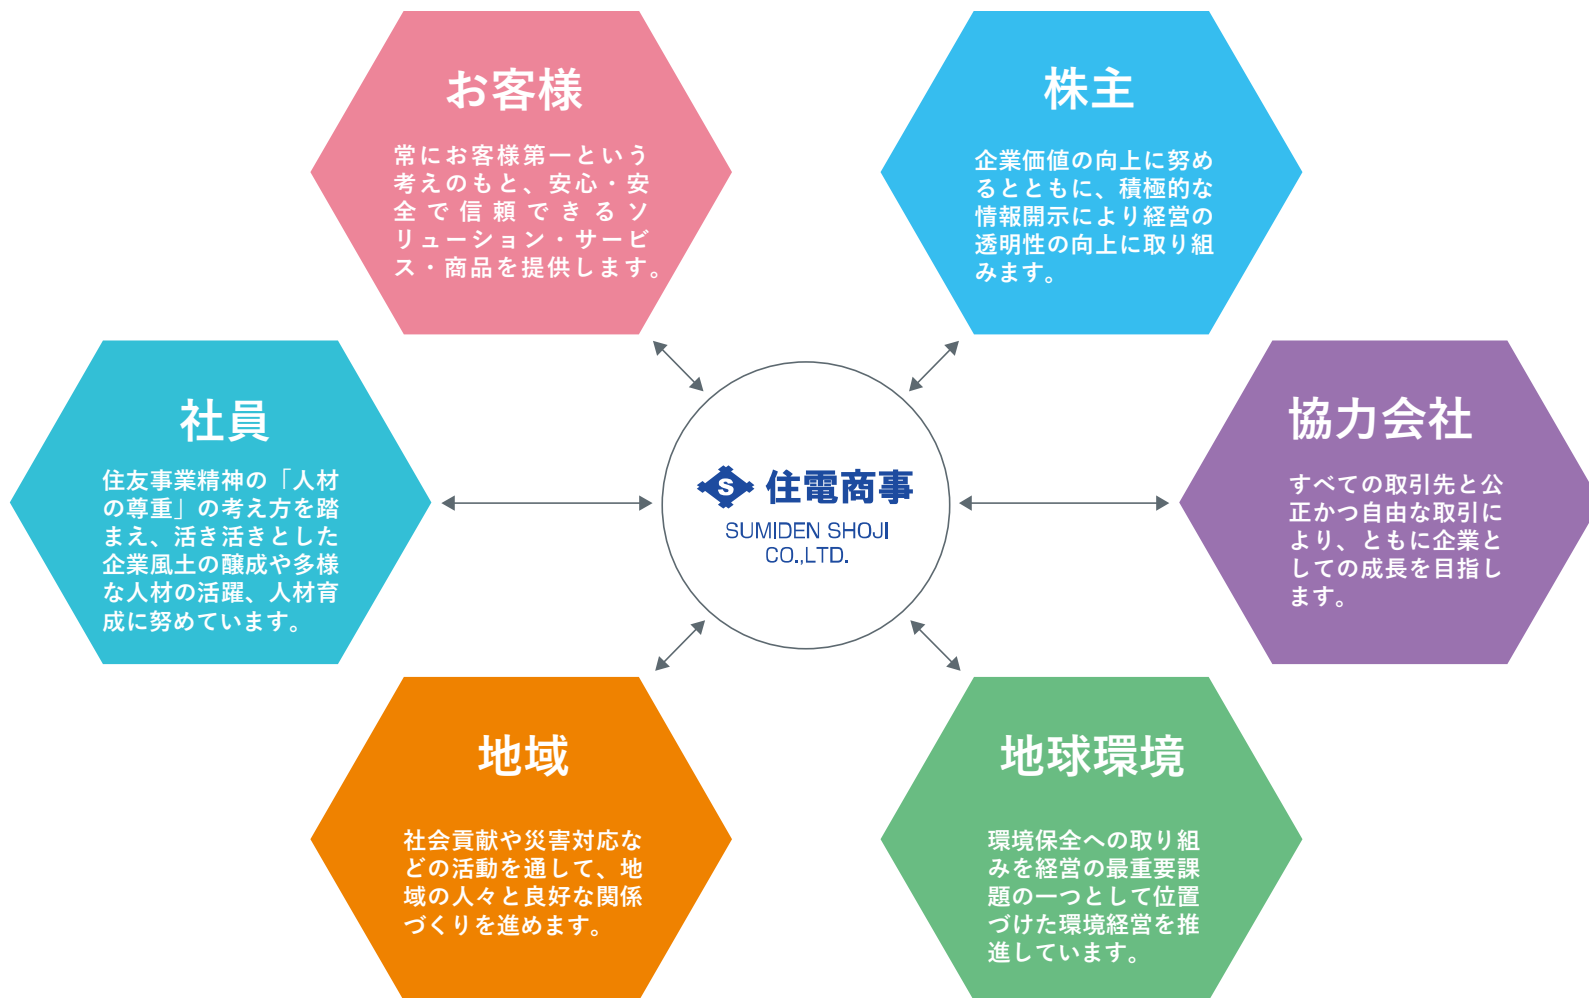 お客様
常にお客様第一という
考えのもと、安心・安
全で信頼できるソ
リューション・サービ
ス・商品を提供します。
株主
企業価値の向上に努め
るとともに、積極的な
情報開示により経営の
透明性の向上に取り組
みます。
社員
住友事業精神の「人材
の尊重」の考え方を踏
まえ、活き活きとした
企業風土の醸成や多様
な人材の活躍、人材育
成に努めています。
S 住電商事
SUMIDEN SHOJI
CO.,LTD.
協力会社
すべての取引先と公
正かつ自由な取引に
より、ともに企業と
しての成長を目指し
ます。
地域
社会貢献や災害対応な
どの活動を通して、地
域の人々と良好な関係
づくりを進めます。
地球環境
環境保全への取り組
みを経営の最重要課
題の一つとして位置
づけた環境経営を推
進しています。